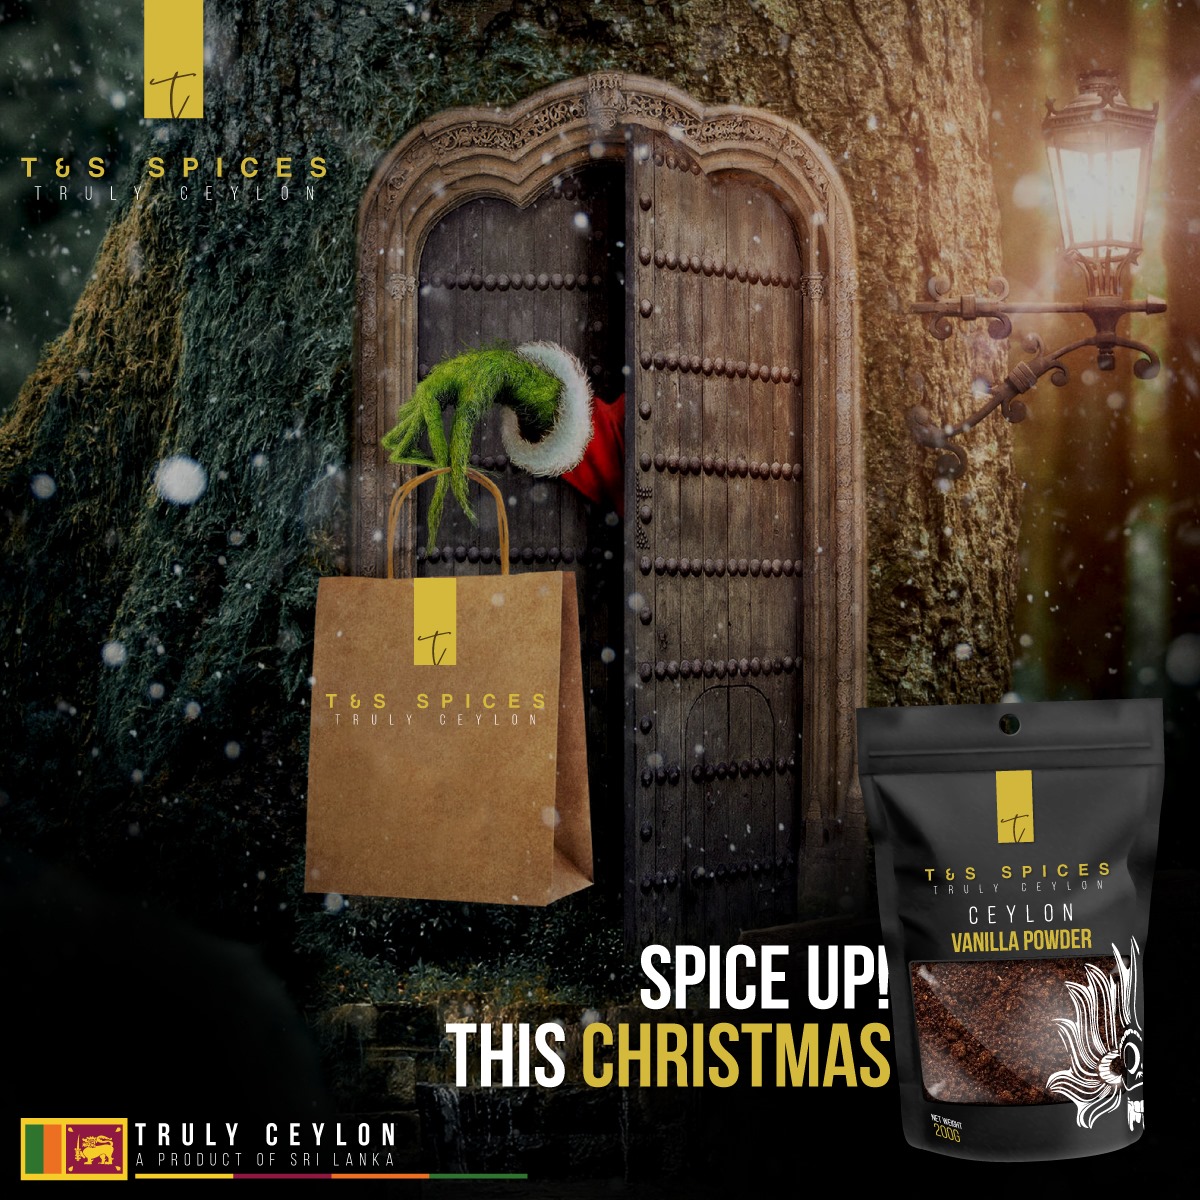 t
T&S SPICES
TRULY CEYLON
t
T&S SPICES
TRULY CEYLON
t
T&S SPICES
TRULY CEYLON
CEYLON
VANILLA POWDER
NET WEIGHT
200G
SPICE UP!
THIS CHRISTMAS
TRULY CEYLON
A PRODUCT OF SRI LANKA